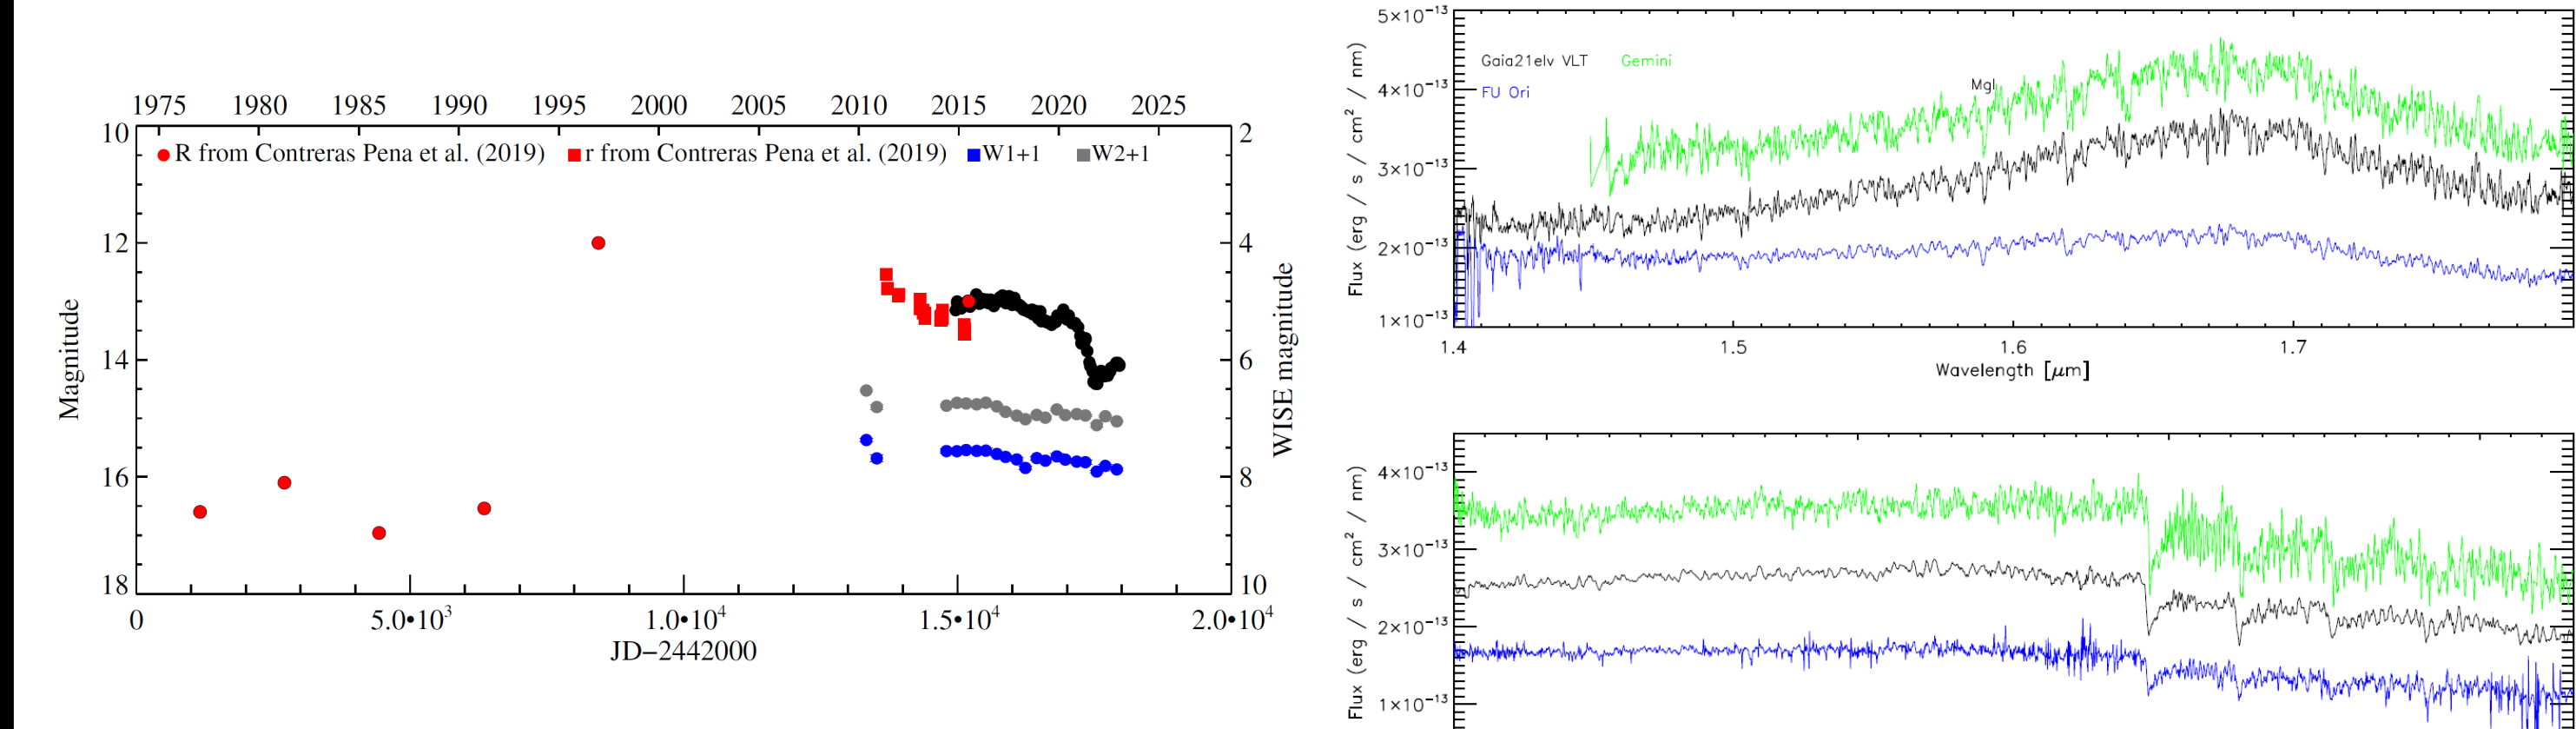 1975 1980 1985 1990 1995 2000 2005 2010 2015 2020 2025
10 2
R from Contreras Pena et al. (2019) r from Contreras Pena et al. (2019) W1+1 W2+1
12 4
14 6
16 8
18 10
Magnitude
WISE magnitude
0 5.0•10³ 1.0•10⁴ 1.5•10⁴ 2.0•10⁴
JD−2442000
5×10⁻¹³
Gaia21elv VLT Gemini
MgI
4×10⁻¹³
FU Ori
3×10⁻¹³
2×10⁻¹³
1×10⁻¹³
Flux (erg / s / cm² / nm)
1.4 1.5 1.6 1.7
Wavelength [μm]
4×10⁻¹³
3×10⁻¹³
2×10⁻¹³
1×10⁻¹³
Flux (erg / s / cm² / nm)